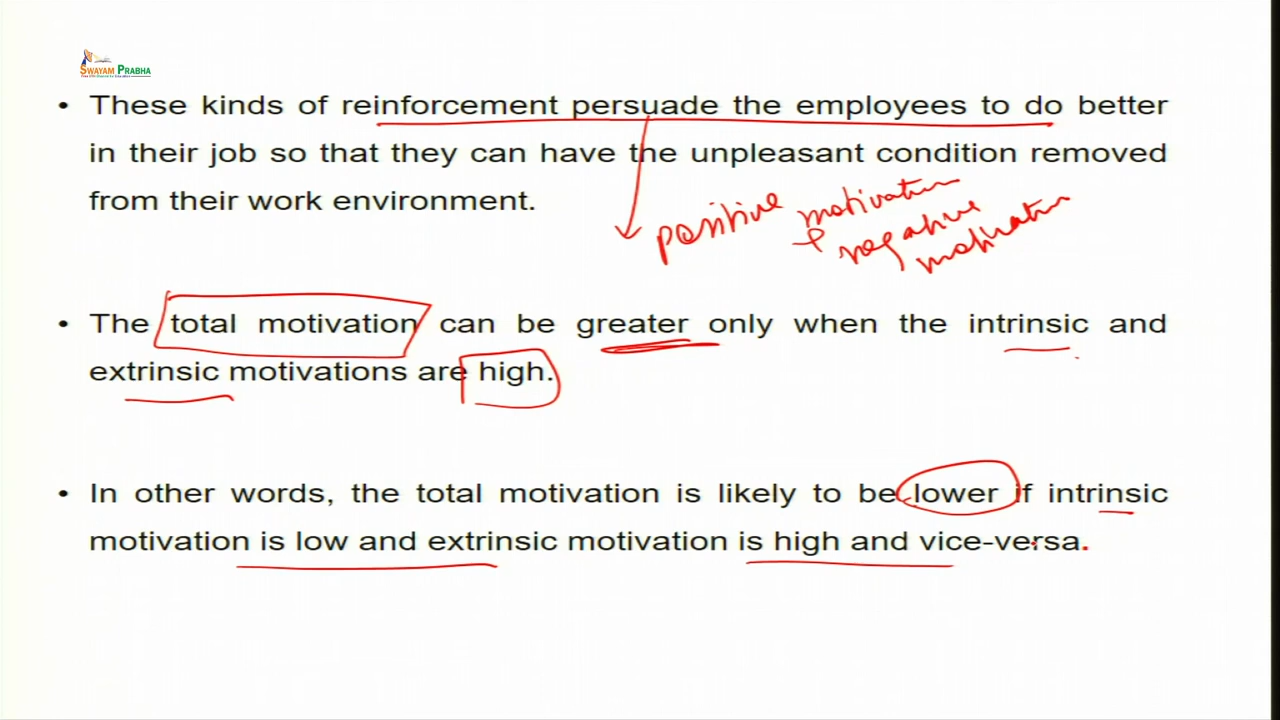 SWAYAM PRABHA
• These kinds of reinforcement persuade the employees to do better
in their job so that they can have the unpleasant condition removed
from their work environment.
positive motivation
& negative
motivation
• The total motivation can be greater only when the intrinsic and
extrinsic motivations are high.
• In other words, the total motivation is likely to be lower if intrinsic
motivation is low and extrinsic motivation is high and vice-versa.